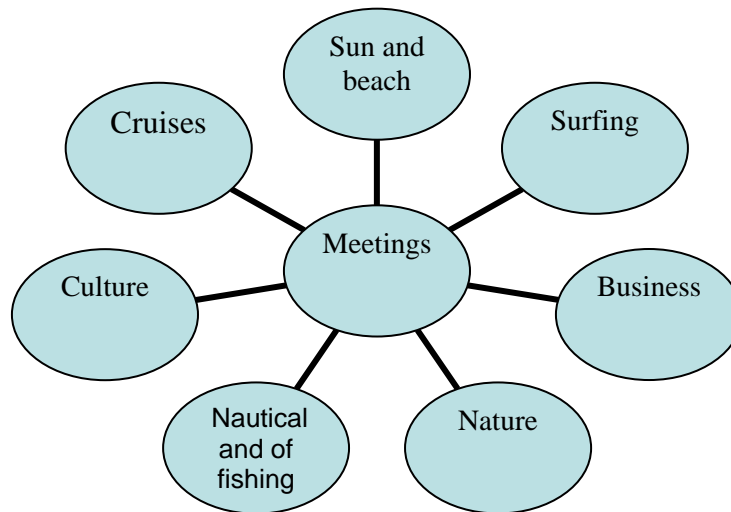 Sun and
beach
Cruises
Surfing
Meetings
Culture
Business
Nautical
and of
fishing
Nature